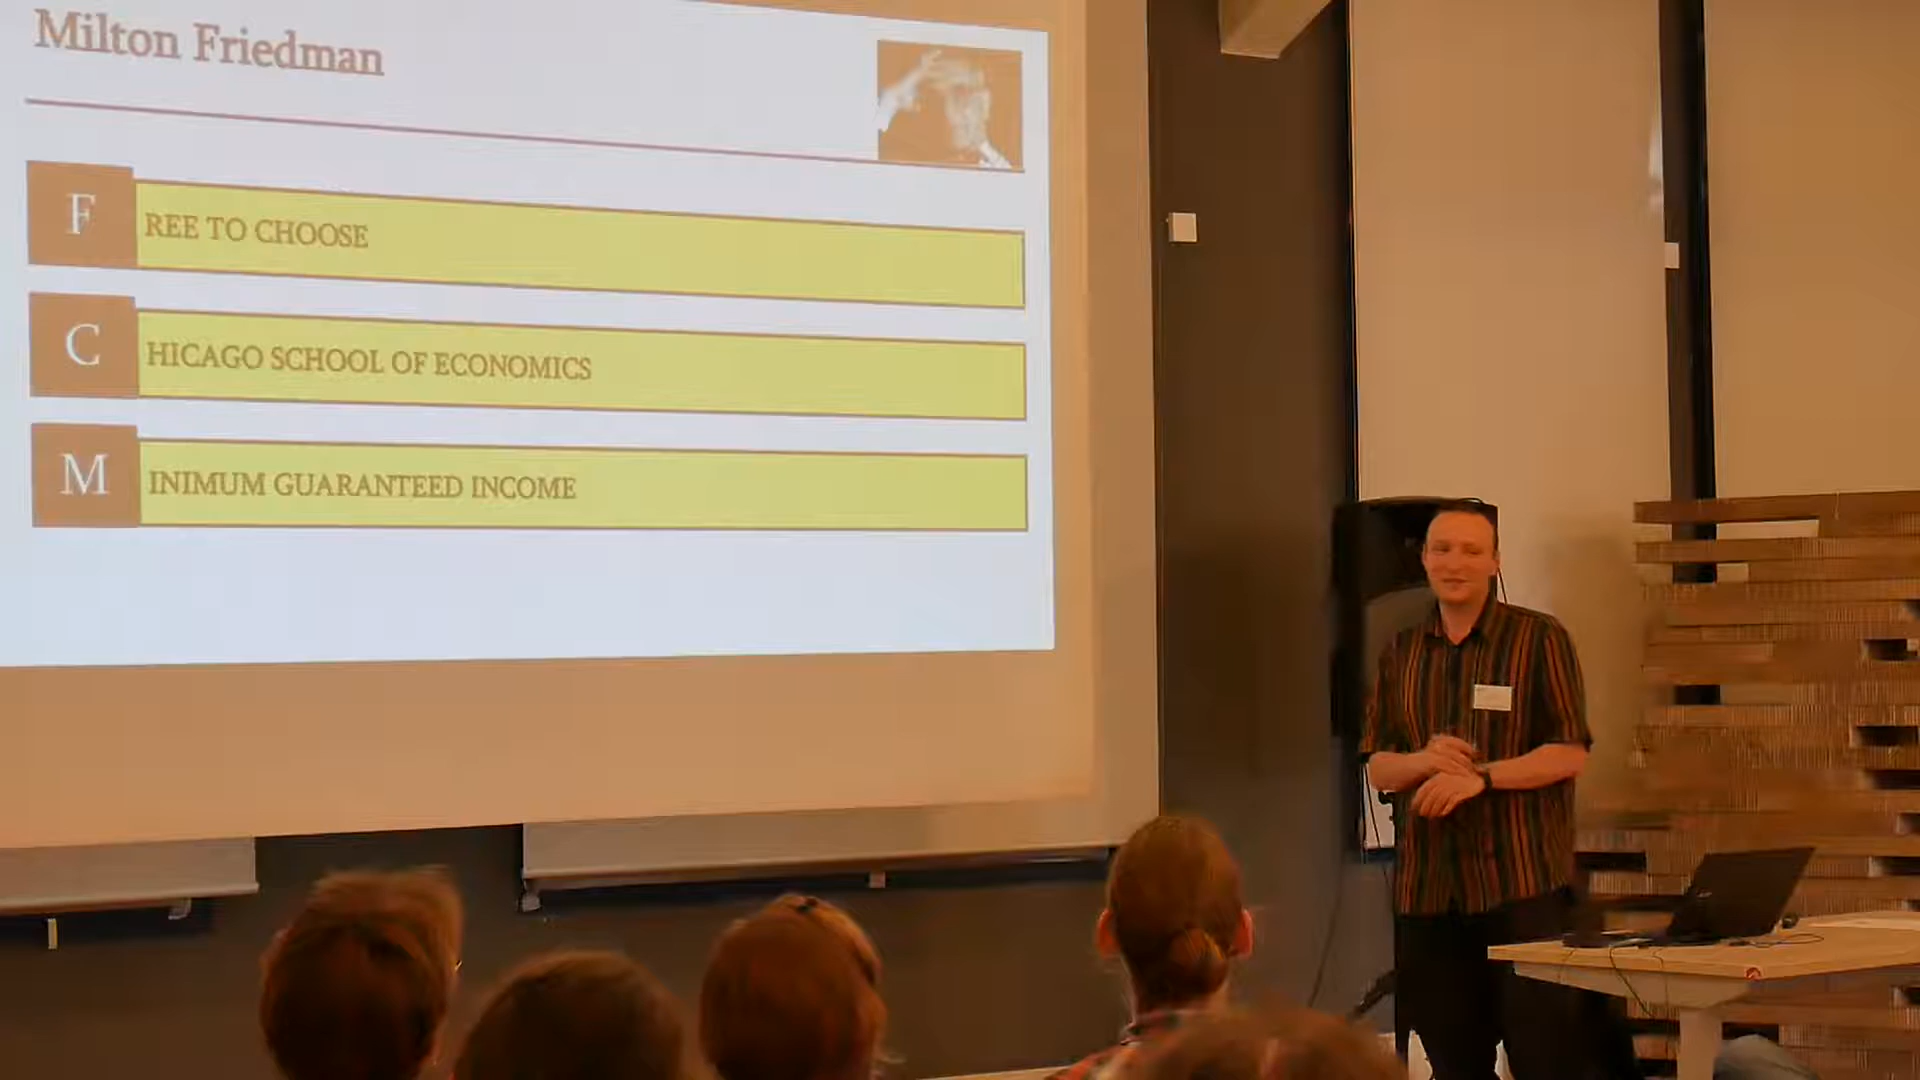 Milton Friedman
F REE TO CHOOSE
C HICAGO SCHOOL OF ECONOMICS
M INIMUM GUARANTEED INCOME